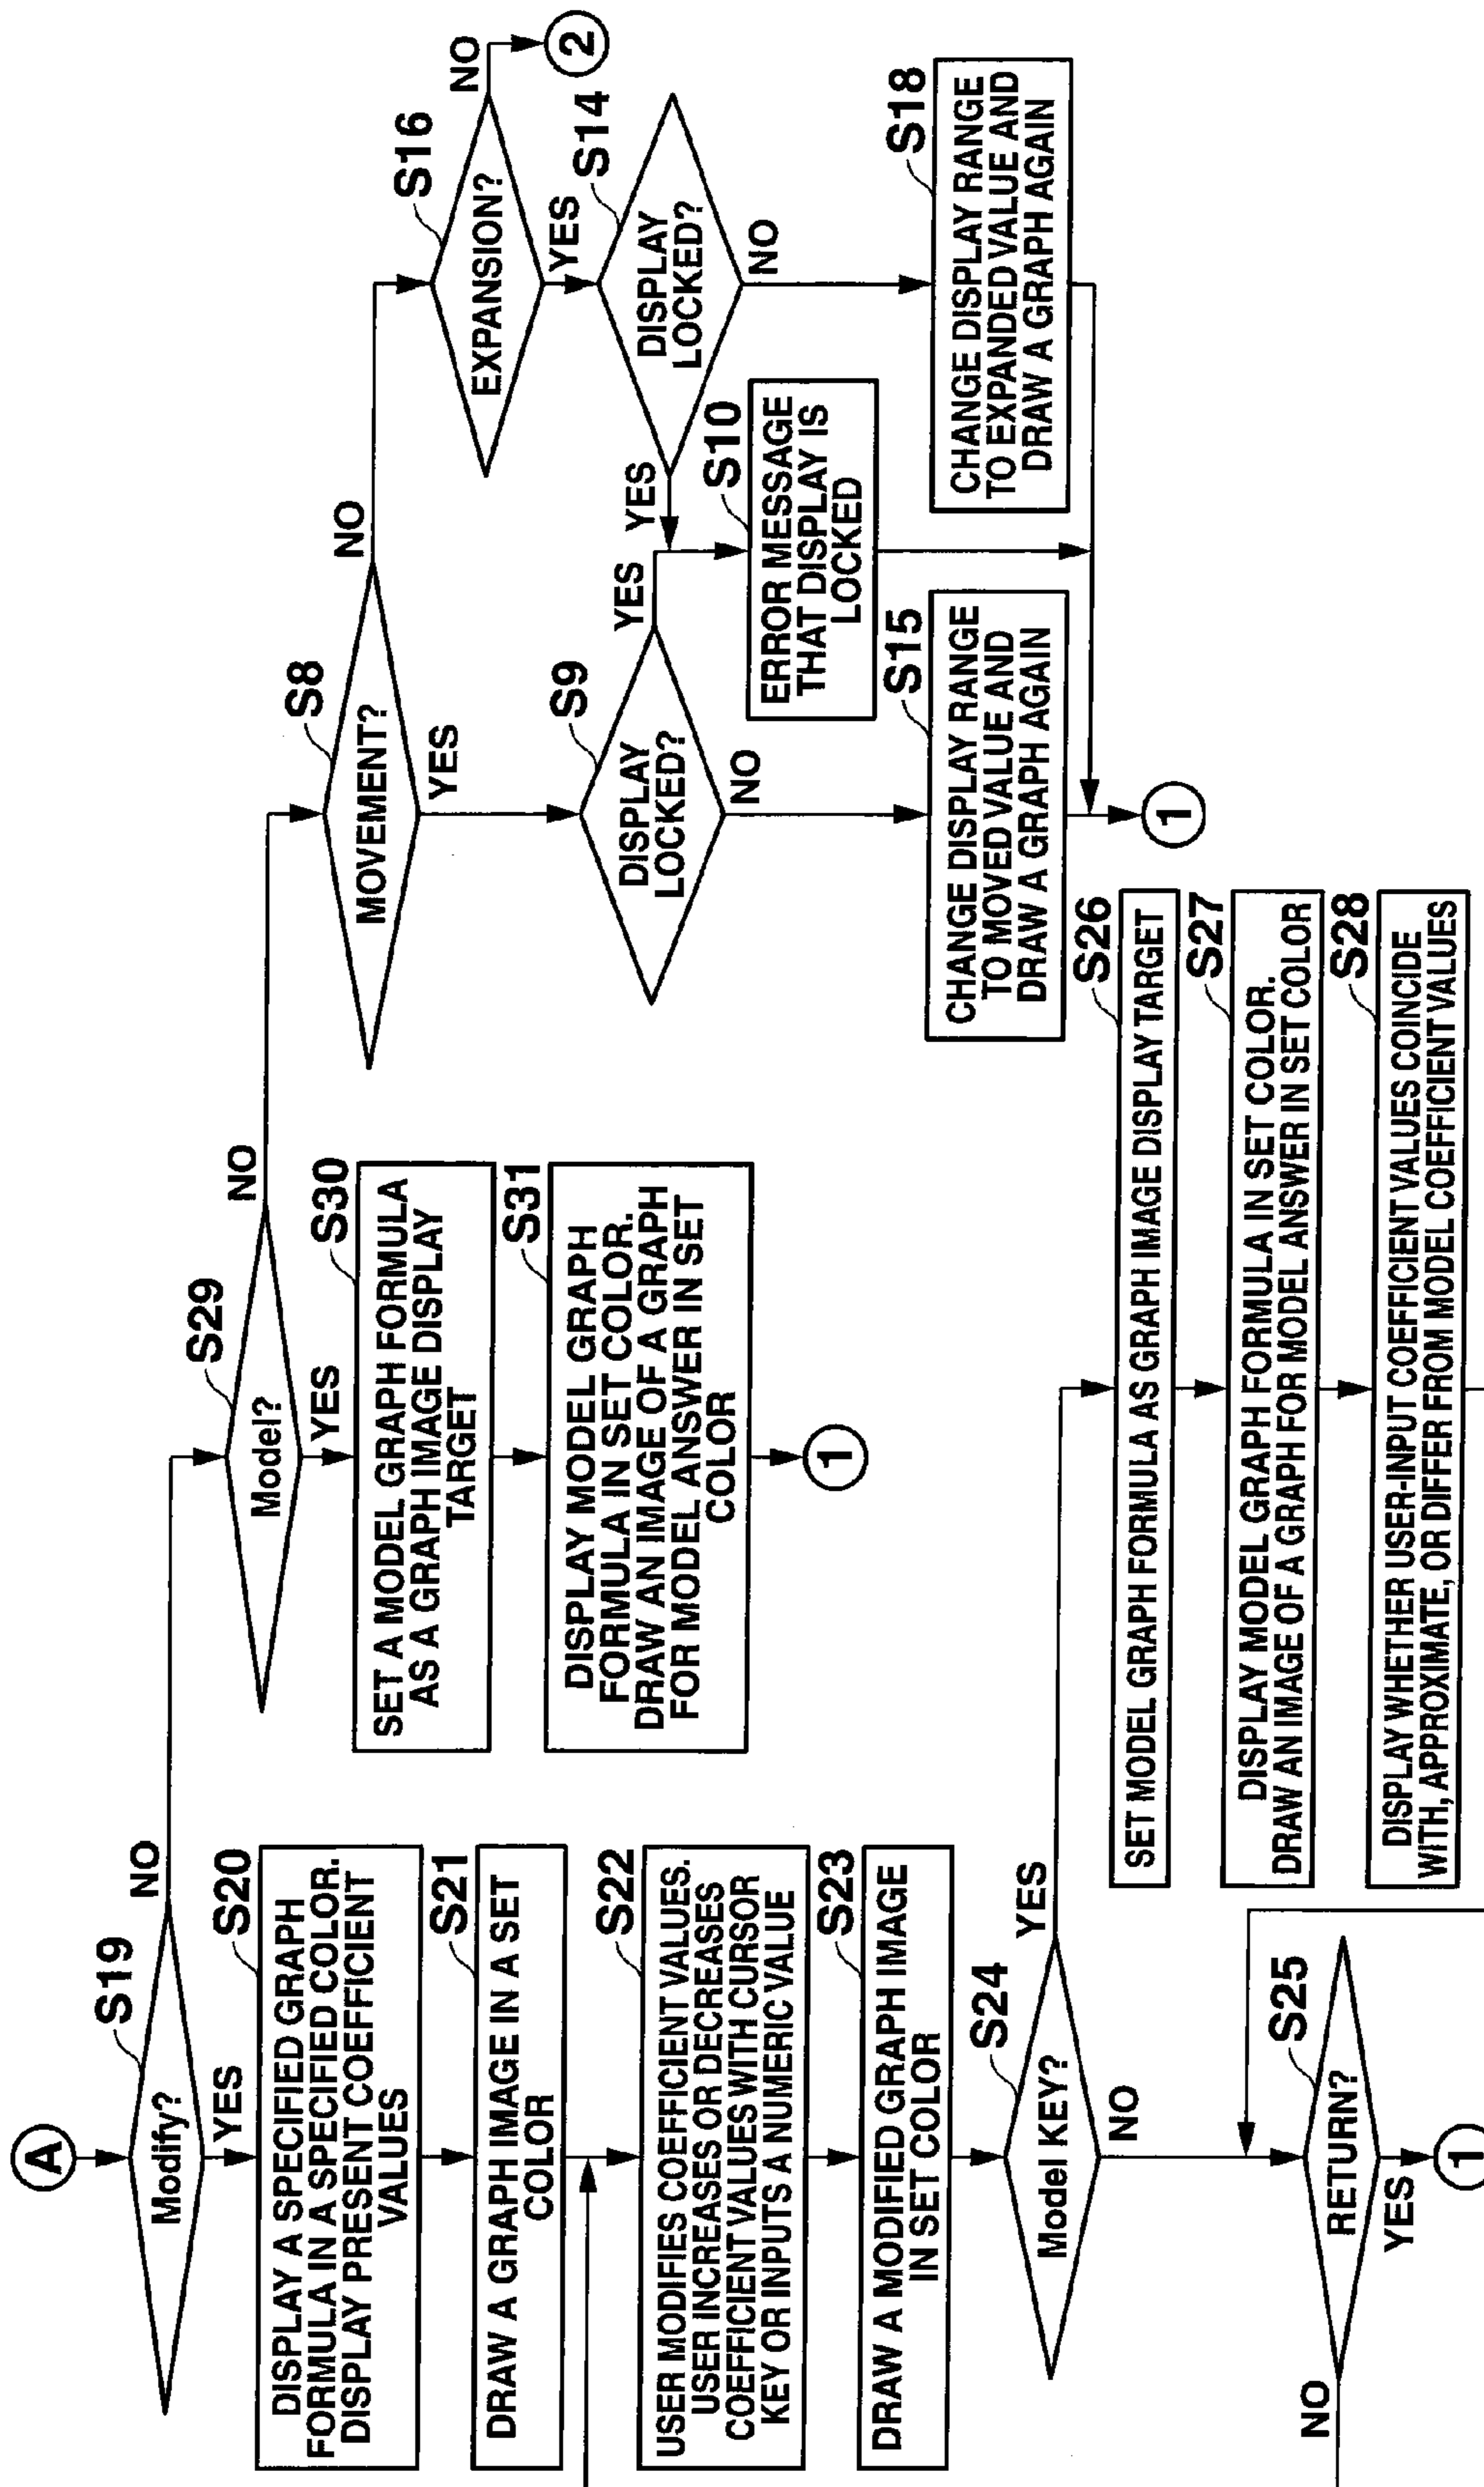 A
S19
Modify?
NO
YES
S20
DISPLAY A SPECIFIED GRAPH
FORMULA IN A SPECIFIED COLOR.
DISPLAY PRESENT COEFFICIENT
VALUES
S21
DRAW A GRAPH IMAGE IN A SET
COLOR
S22
USER MODIFIES COEFFICIENT VALUES.
USER INCREASES OR DECREASES
COEFFICIENT VALUES WITH CURSOR
KEY OR INPUTS A NUMERIC VALUE
S23
DRAW A MODIFIED GRAPH IMAGE
IN SET COLOR
S24
Model KEY?
YES
NO
S25
RETURN?
NO
YES
1
S29
Model?
NO
YES
S30
SET A MODEL GRAPH FORMULA
AS A GRAPH IMAGE DISPLAY
TARGET
S31
DISPLAY MODEL GRAPH
FORMULA IN SET COLOR.
DRAW AN IMAGE OF A GRAPH
FOR MODEL ANSWER IN SET
COLOR
1
S26
SET MODEL GRAPH FORMULA AS GRAPH IMAGE DISPLAY TARGET
S27
DISPLAY MODEL GRAPH FORMULA IN SET COLOR.
DRAW AN IMAGE OF A GRAPH FOR MODEL ANSWER IN SET COLOR
S28
DISPLAY WHETHER USER-INPUT COEFFICIENT VALUES COINCIDE
WITH, APPROXIMATE, OR DIFFER FROM MODEL COEFFICIENT VALUES
S8
MOVEMENT?
NO
YES
S9
DISPLAY
LOCKED?
YES
NO
S10
ERROR MESSAGE
THAT DISPLAY IS
LOCKED
S15
CHANGE DISPLAY RANGE
TO MOVED VALUE AND
DRAW A GRAPH AGAIN
1
S16
EXPANSION?
NO
2
YES
S14
DISPLAY
LOCKED?
YES
NO
S18
CHANGE DISPLAY RANGE
TO EXPANDED VALUE AND
DRAW A GRAPH AGAIN